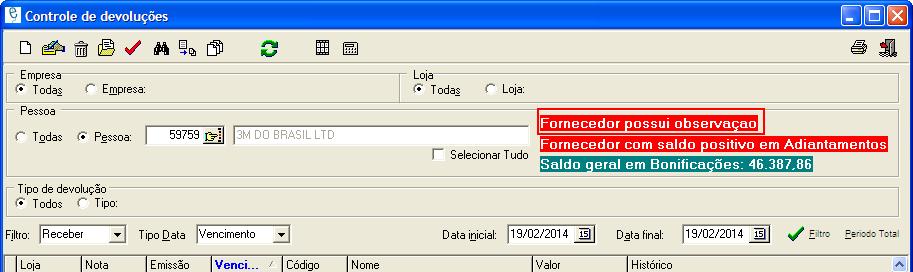 Controle de devoluções
Empresa
Todas Empresa:
Loja
Todas Loja:
Pessoa
Todas Pessoa: 59759 3M DO BRASIL LTD
Selecionar Tudo
Fornecedor possui observaçao
Fornecedor com saldo positivo em Adiantamentos
Saldo geral em Bonificações: 46.387,86
Tipo de devolução
Todos Tipo:
Filtro: Receber Tipo Data Vencimento Data inicial: 19/02/2014 15 Data final: 19/02/2014 15 Filtro Periodo Total
Loja Nota Emissão Venci... Código Nome Valor Histórico